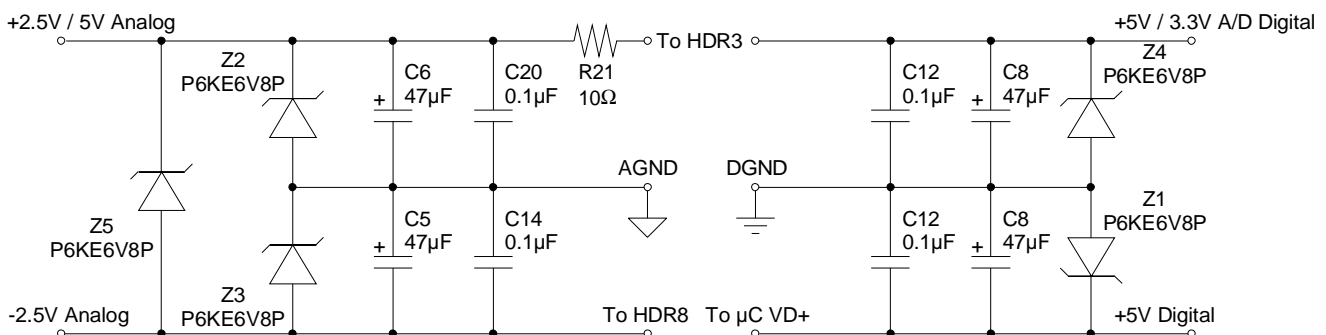 +2.5V / 5V Analog
To HDR3
+5V / 3.3V A/D Digital
Z2
P6KE6V8P
C6
47µF
+
C20
0.1µF
R21
10Ω
C12
0.1µF
C8
47µF
+
Z4
P6KE6V8P
AGND
DGND
Z5
P6KE6V8P
C5
47µF
+
C14
0.1µF
C12
0.1µF
C8
47µF
+
Z1
P6KE6V8P
Z3
P6KE6V8P
-2.5V Analog
To HDR8
To µC VD+
+5V Digital